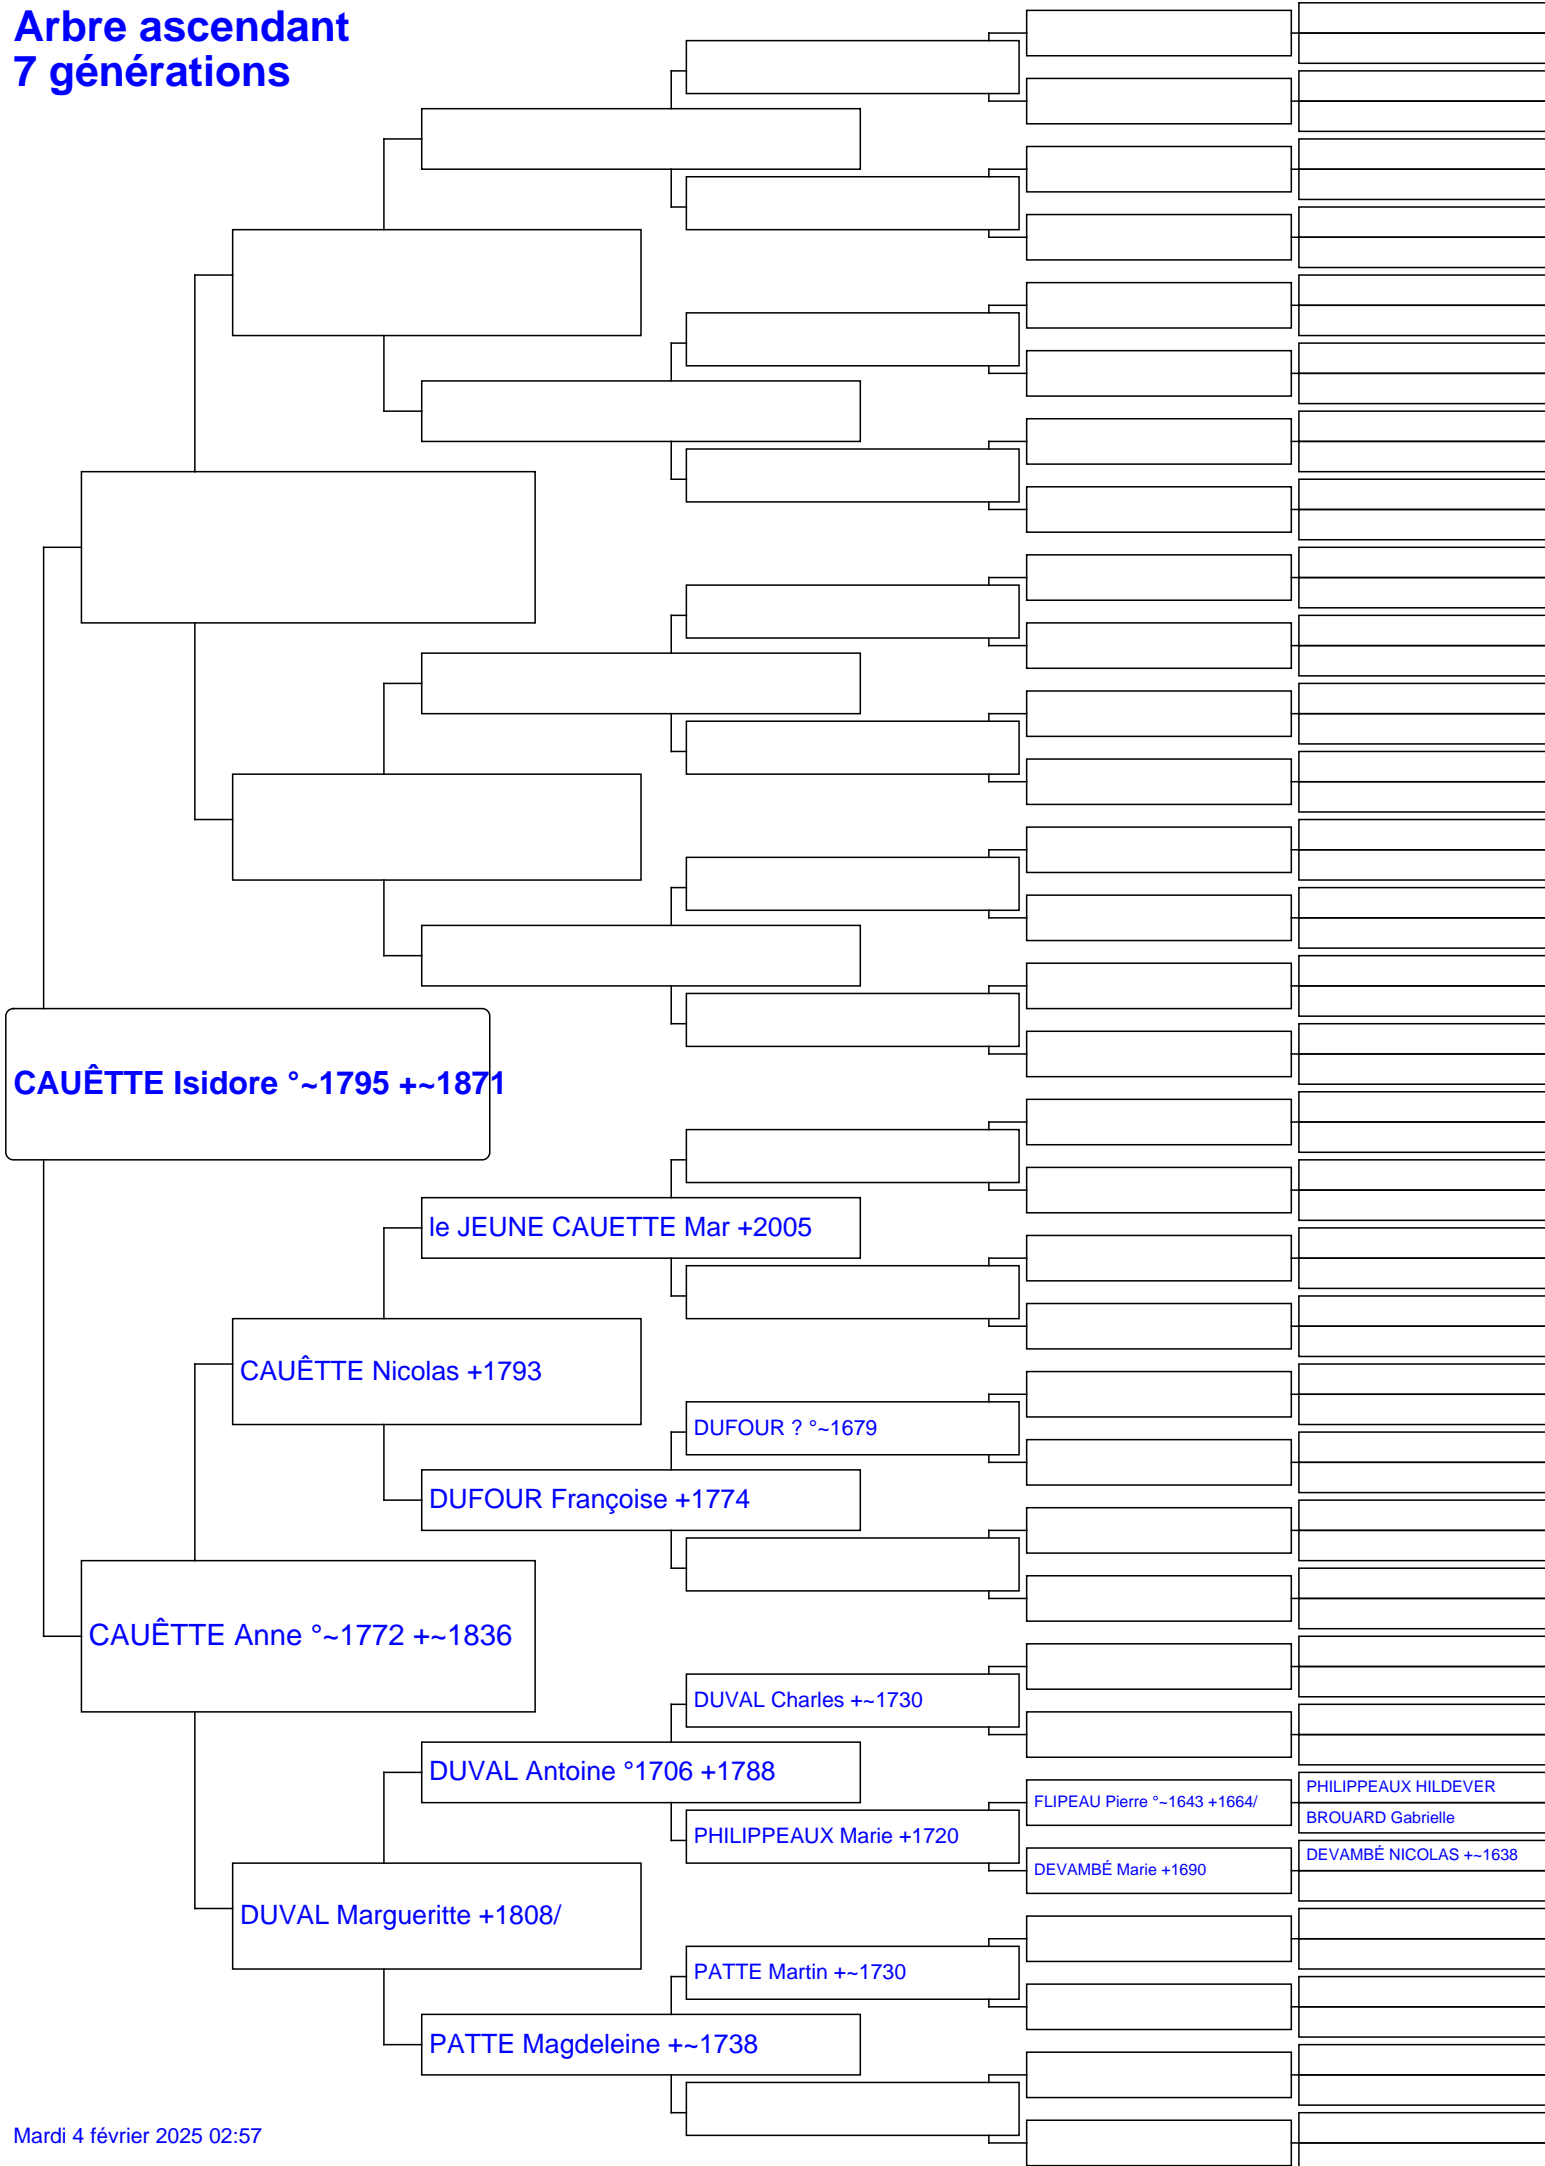 Arbre ascendant
7 générations
CAUÊTTE Isidore °~1795 +~1871
le JEUNE CAUETTE Mar +2005
CAUÊTTE Nicolas +1793
DUFOUR ? °~1679
DUFOUR Françoise +1774
CAUÊTTE Anne °~1772 +~1836
DUVAL Charles +~1730
DUVAL Antoine °1706 +1788
FLIPEAU Pierre °~1643 +1664/
PHILIPPEAUX HILDEVER
BROUARD Gabrielle
PHILIPPEAUX Marie +1720
DEVAMBÉ Marie +1690
DEVAMBÉ NICOLAS +~1638
DUVAL Margueritte +1808/
PATTE Martin +~1730
PATTE Magdeleine +~1738
Mardi 4 février 2025 02:57